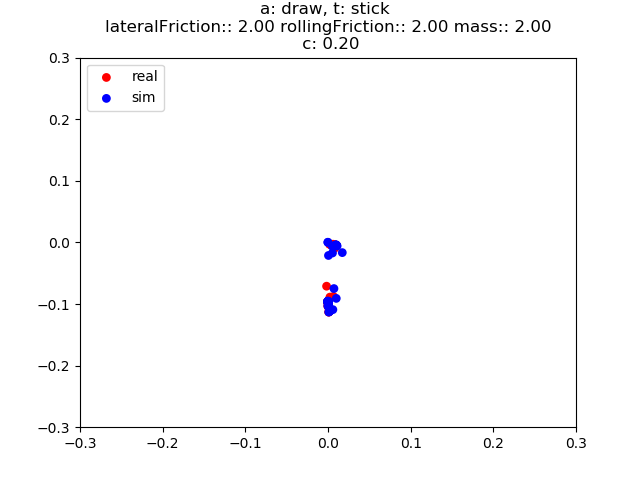 a: draw, t: stick
lateralFriction:: 2.00 rollingFriction:: 2.00 mass:: 2.00
c: 0.20
real
sim
0.3
0.2
0.1
0.0
−0.1
−0.2
−0.3
−0.3 −0.2 −0.1 0.0 0.1 0.2 0.3